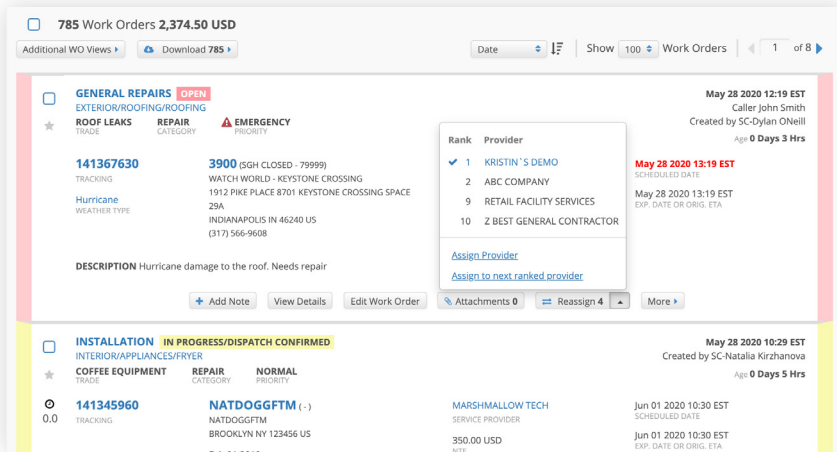 785 Work Orders 2,374.50 USD
Additional WO Views
Download 785
Date
Show 100 Work Orders
1 of 8
GENERAL REPAIRS OPEN
EXTERIOR/ROOFING/ROOFING
ROOF LEAKS REPAIR EMERGENCY
TRADE CATEGORY PRIORITY
May 28 2020 12:19 EST
Caller John Smith
Created by SC-Dylan ONeill
Age 0 Days 3 Hrs
141367630
TRACKING
Hurricane
WEATHER TYPE
3900 (SGH CLOSED - 79999)
WATCH WORLD - KEYSTONE CROSSING
1912 PIKE PLACE 8701 KEYSTONE CROSSING SPACE
29A
INDIANAPOLIS IN 46240 US
(317) 566-9608
Rank Provider
1 KRISTIN`S DEMO
2 ABC COMPANY
9 RETAIL FACILITY SERVICES
10 Z BEST GENERAL CONTRACTOR
Assign Provider
Assign to next ranked provider
May 28 2020 13:19 EST
SCHEDULED DATE
May 28 2020 13:19 EST
EXP. DATE OR ORIG. ETA
DESCRIPTION Hurricane damage to the roof. Needs repair
Add Note View Details Edit Work Order Attachments 0 Reassign 4 More
INSTALLATION IN PROGRESS/DISPATCH CONFIRMED
INTERIOR/APPLIANCES/FRYER
COFFEE EQUIPMENT REPAIR NORMAL
TRADE CATEGORY PRIORITY
May 28 2020 10:29 EST
Created by SC-Natalia Kirzhanova
Age 0 Days 5 Hrs
0.0
141345960
TRACKING
NATDOGGFTM ( - )
NATDOGGFTM
BROOKLYN NY 123456 US
MARSHMALLOW TECH
SERVICE PROVIDER
350.00 USD
NTE
Jun 01 2020 10:30 EST
SCHEDULED DATE
Jun 01 2020 10:30 EST
EXP. DATE OR ORIG. ETA